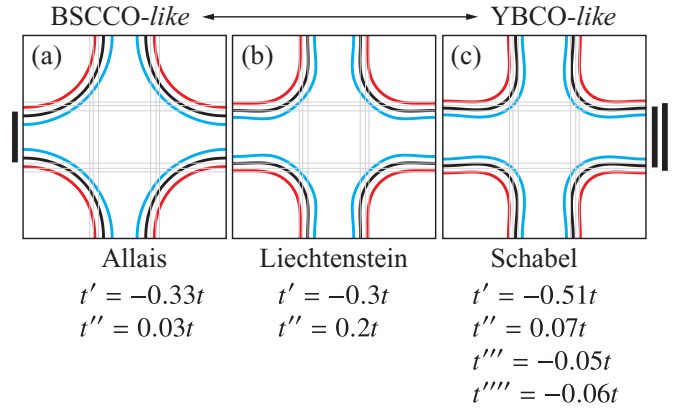 BSCCO-like YBCO-like
(a) (b) (c)
Allais Liechtenstein Schabel
t′ = −0.33t t′ = −0.3t t′ = −0.51t
t″ = 0.03t t″ = 0.2t t″ = 0.07t
t‴ = −0.05t
t⁗ = −0.06t